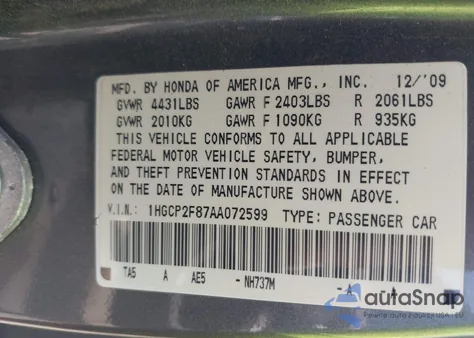 MFD. BY HONDA OF AMERICA MFG., INC. 12/'09
GVWR 4431LBS GAWR F 2403LBS R 2061LBS
GVWR 2010KG GAWR F 1090KG R 935KG
THIS VEHICLE CONFORMS TO ALL APPLICABLE
FEDERAL MOTOR VEHICLE SAFETY, BUMPER,
AND THEFT PREVENTION STANDARDS IN EFFECT
ON THE DATE OF MANUFACTURE SHOWN ABOVE.
V.I.N.: 1HGCP2F87AA072599 TYPE: PASSENGER CAR
TA5 A AE5 - NH737M
autoSnap